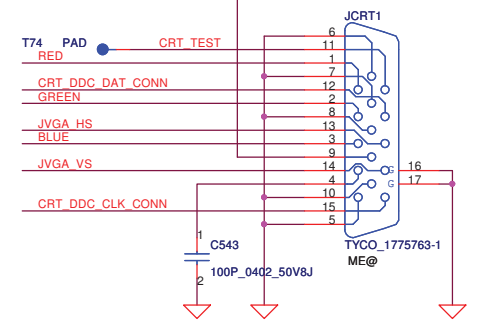 JCRT1
6
T74 PAD CRT_TEST 11
RED 1
7
CRT_DDC_DAT_CONN 12
GREEN 2
8
JVGA_HS 13
BLUE 3
9
JVGA_VS 14 G 16
4 G 17
10
CRT_DDC_CLK_CONN 15
5
1
C543 TYCO_1775763-1
ME@
100P_0402_50V8J
2